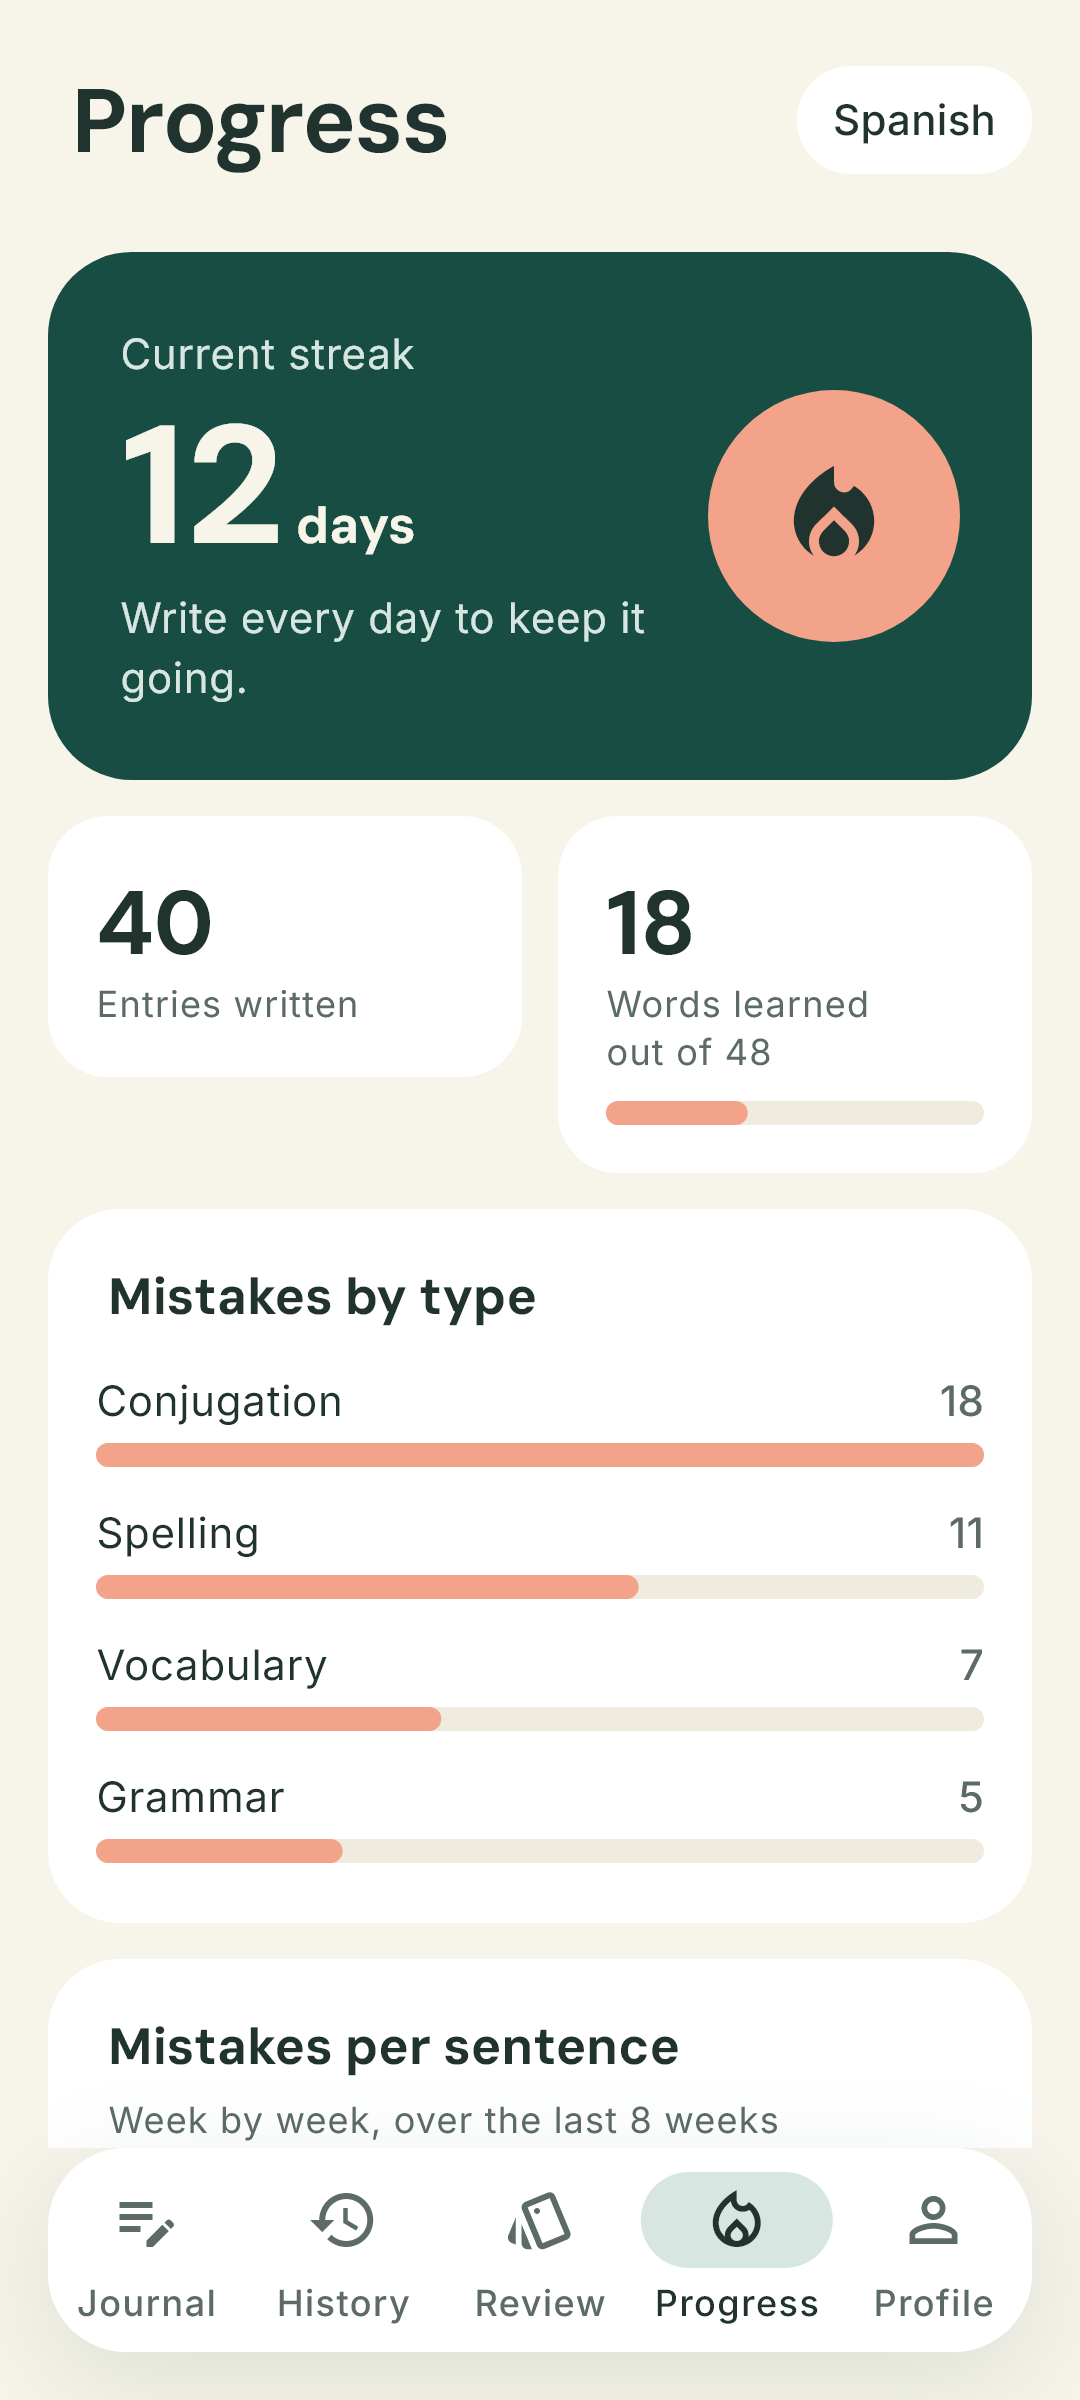 Progress
Spanish
Current streak
12 days
Write every day to keep it
going.
40
Entries written
18
Words learned
out of 48
Mistakes by type
Conjugation 18
Spelling 11
Vocabulary 7
Grammar 5
Mistakes per sentence
Week by week, over the last 8 weeks
Journal History Review Progress Profile